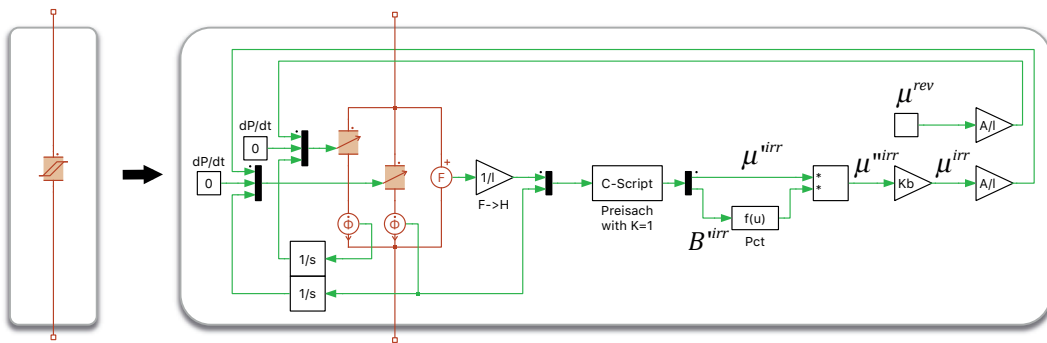 μ^rev
dP/dt
0
A/l
dP/dt
0
F
1/l
F->H
C-Script
Preisach
with K=1
μ'^irr
*
*
μ"^irr
Kb
μ^irr
A/l
f(u)
Pct
B'^irr
Φ
Φ
1/s
1/s
+